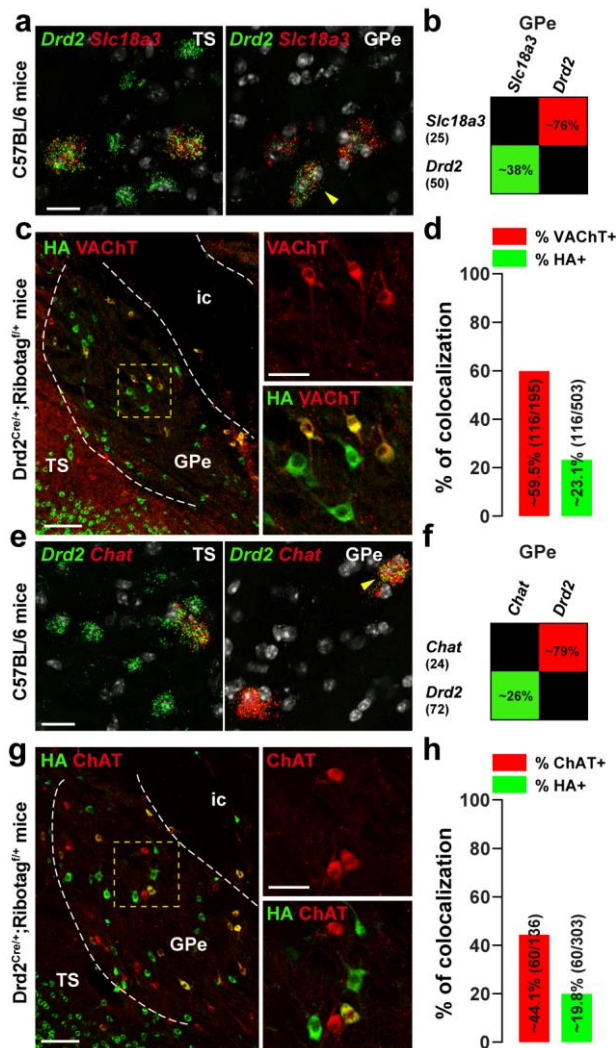 a
Drd2 Slc18a3 TS
Drd2 Slc18a3 GPe
C57BL/6 mice
b
GPe
Slc18a3
Drd2
Slc18a3
(25)
~76%
Drd2
(50)
~38%
c
HA VAChT
ic
TS
GPe
Drd2Cre/+;Ribotagf/+ mice
VAChT
HA VAChT
d
% VAChT+
% HA+
% of colocalization
100
80
60
40
20
0
~59.5% (116/195)
~23.1% (116/503)
e
Drd2 Chat TS
Drd2 Chat GPe
C57BL/6 mice
f
GPe
Chat
Drd2
Chat
(24)
~79%
Drd2
(72)
~26%
g
HA ChAT
ic
GPe
TS
Drd2Cre/+;Ribotagf/+ mice
ChAT
HA ChAT
h
% ChAT+
% HA+
% of colocalization
100
80
60
40
20
0
~44.1% (60/136)
~19.8% (60/303)